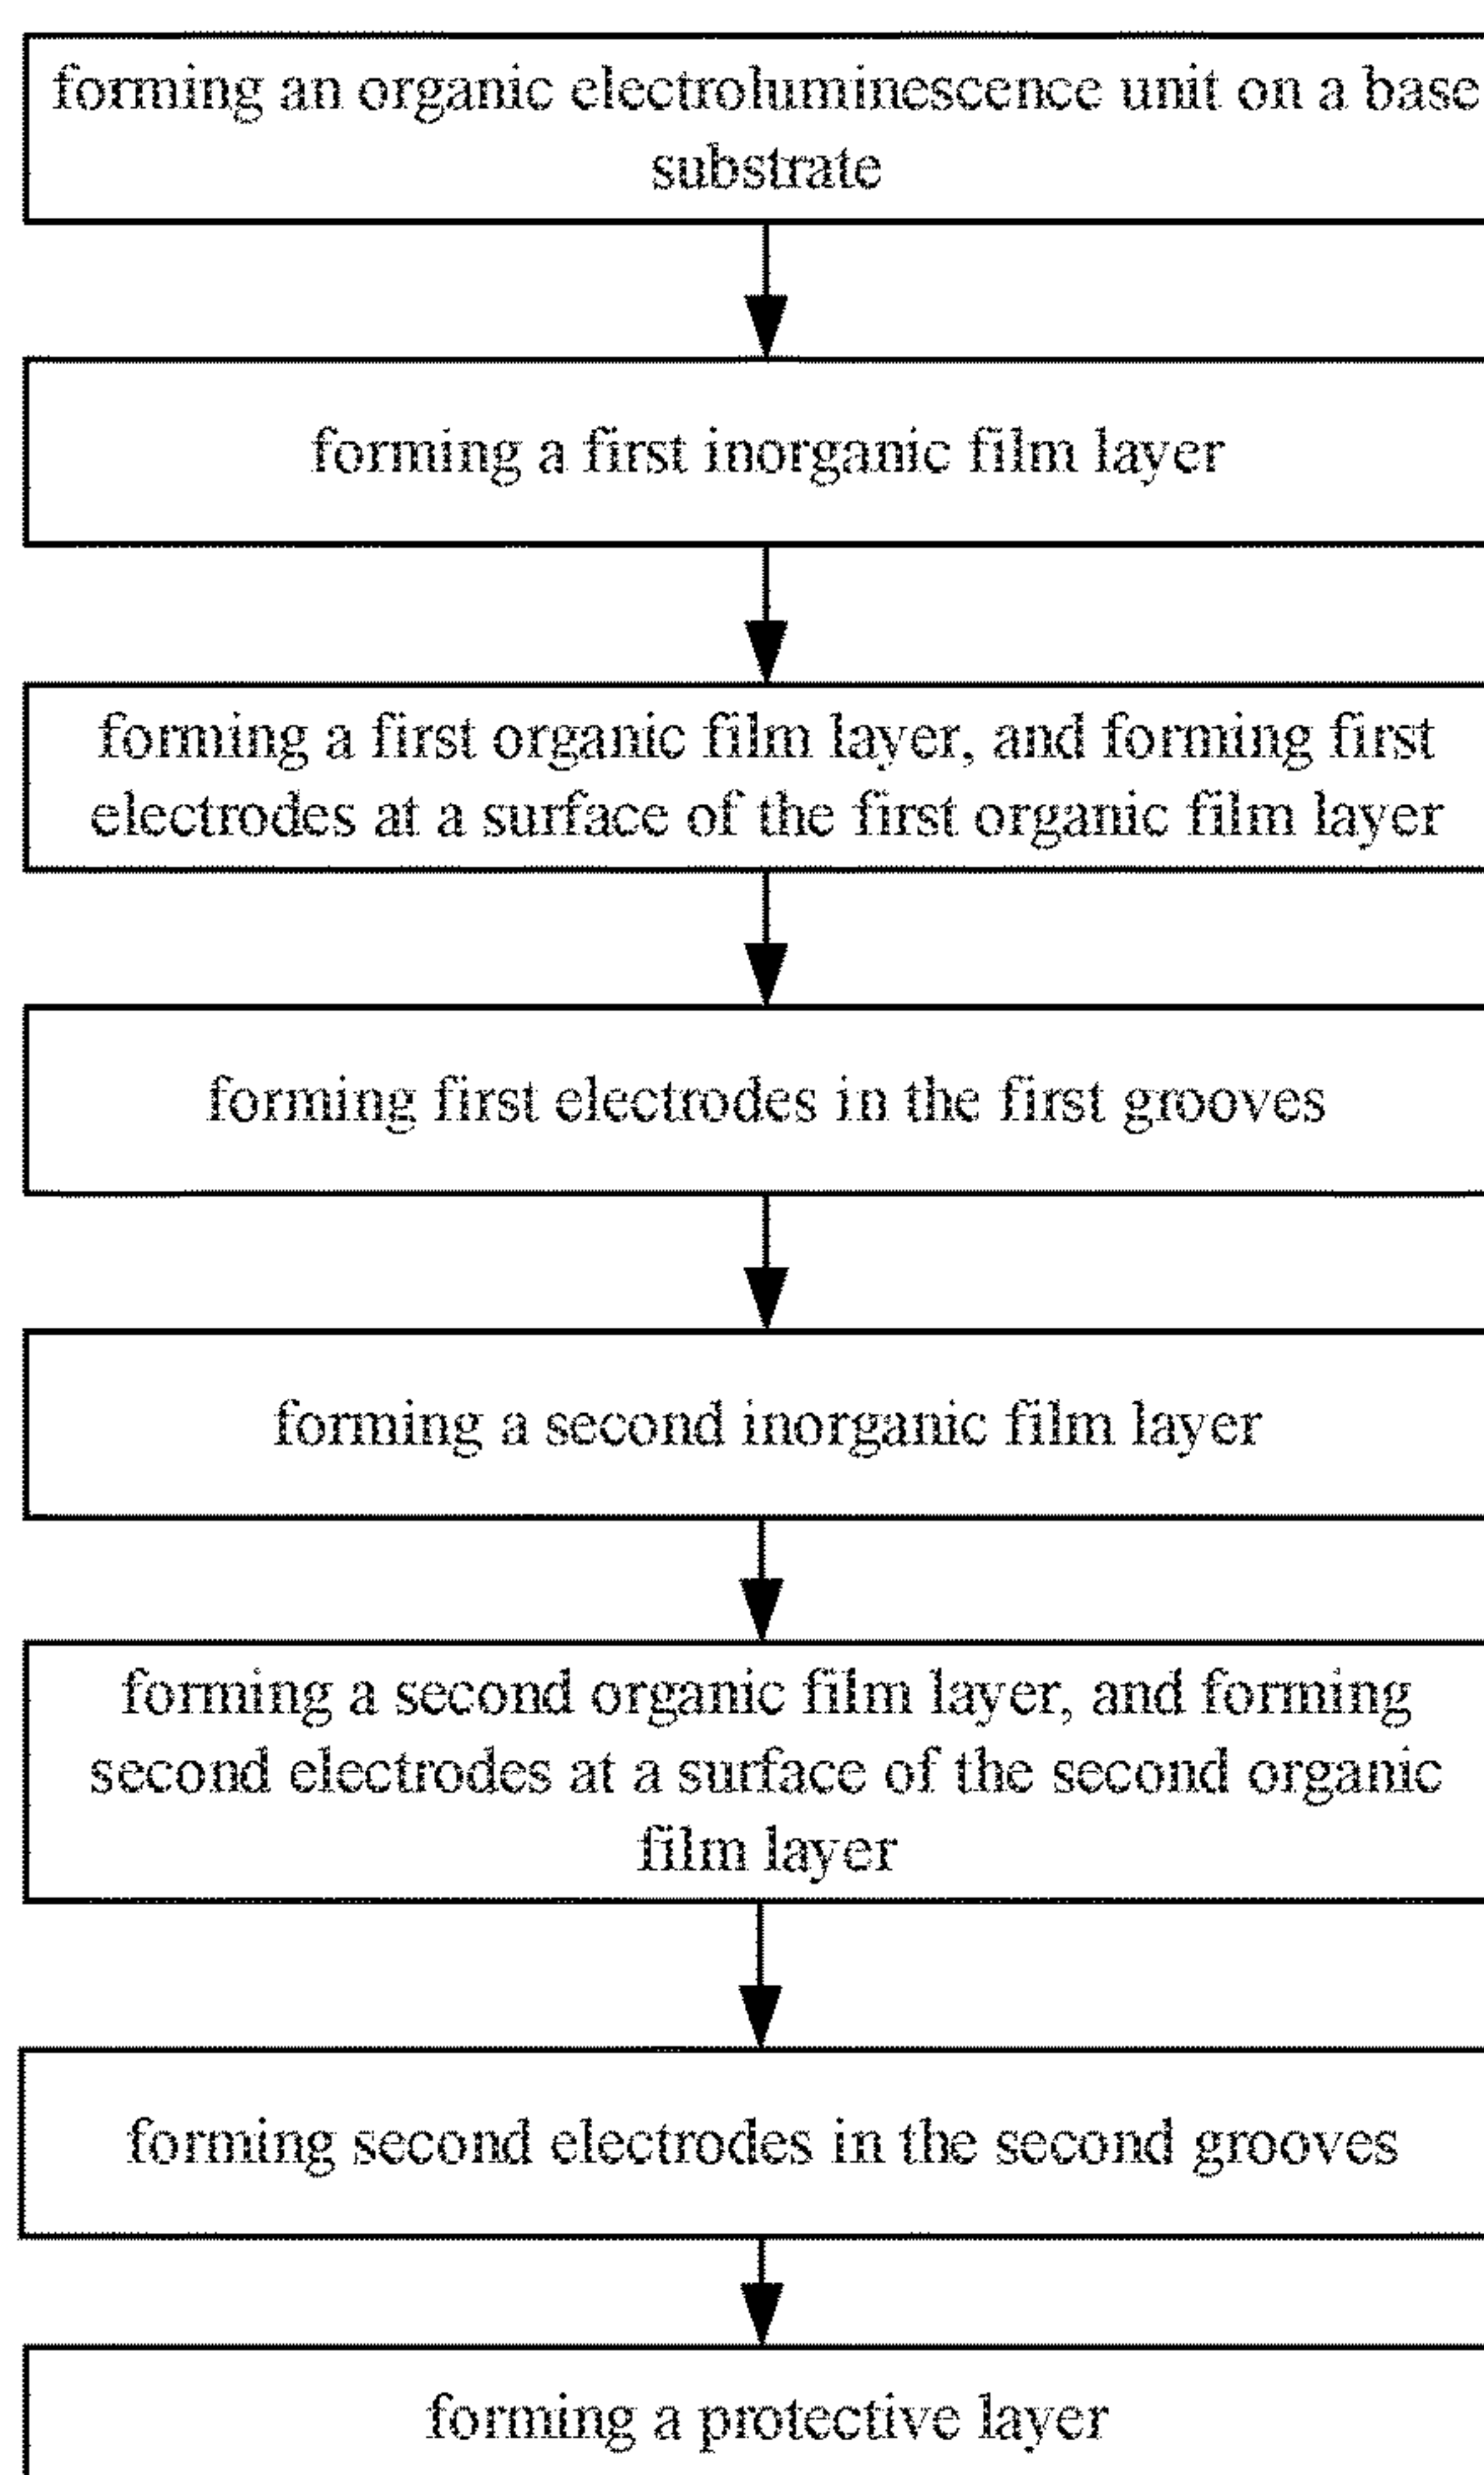 forming an organic electroluminescence unit on a base
substrate
forming a first inorganic film layer
forming a first organic film layer, and forming first
electrodes at a surface of the first organic film layer
forming first electrodes in the first grooves
forming a second inorganic film layer
forming a second organic film layer, and forming
second electrodes at a surface of the second organic
film layer
forming second electrodes in the second grooves
forming a protective layer